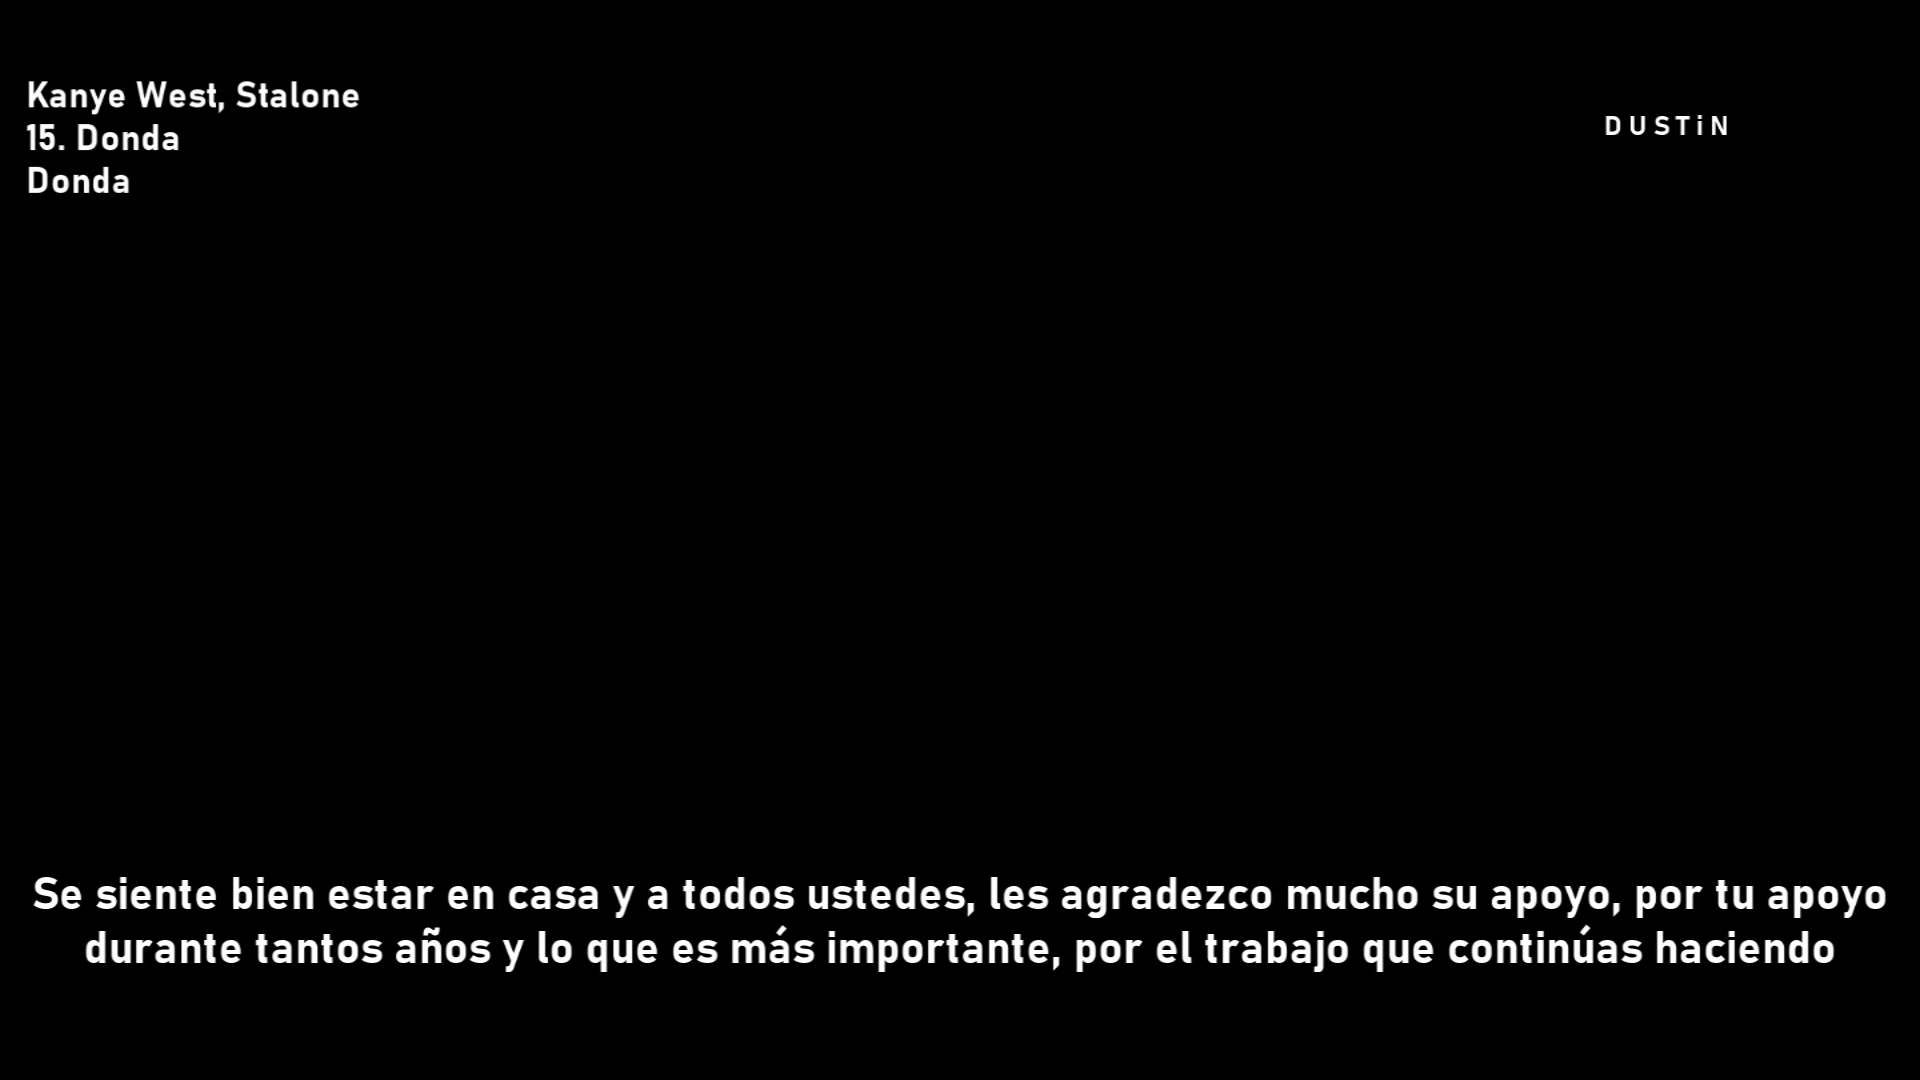 Kanye West, Stalone
15. Donda
Donda
DUSTiN
Se siente bien estar en casa y a todos ustedes, les agradezco mucho su apoyo, por tu apoyo
durante tantos años y lo que es más importante, por el trabajo que continúas haciendo